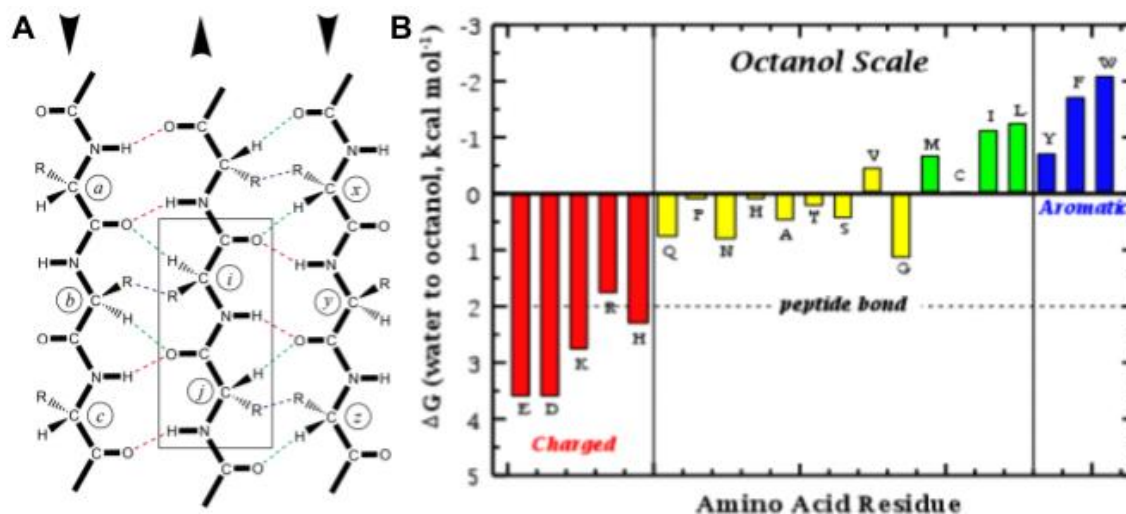 A
B
O C O C O C
N H H N H
R C a C R R C x
H H N H
C O C O
H N H C i H N
R R
b C y C R
H N H H
O C O C O C
N H H N H
R C c j C R R C z
H H N H
C O C O C O
Octanol Scale
ΔG (water to octanol, kcal mol-1)
-3
-2
-1
0
1
2
3
4
5
E D K R H
Charged
Q P N H A T S V G M C I L
peptide bond
Y F W
Aromatic
Amino Acid Residue